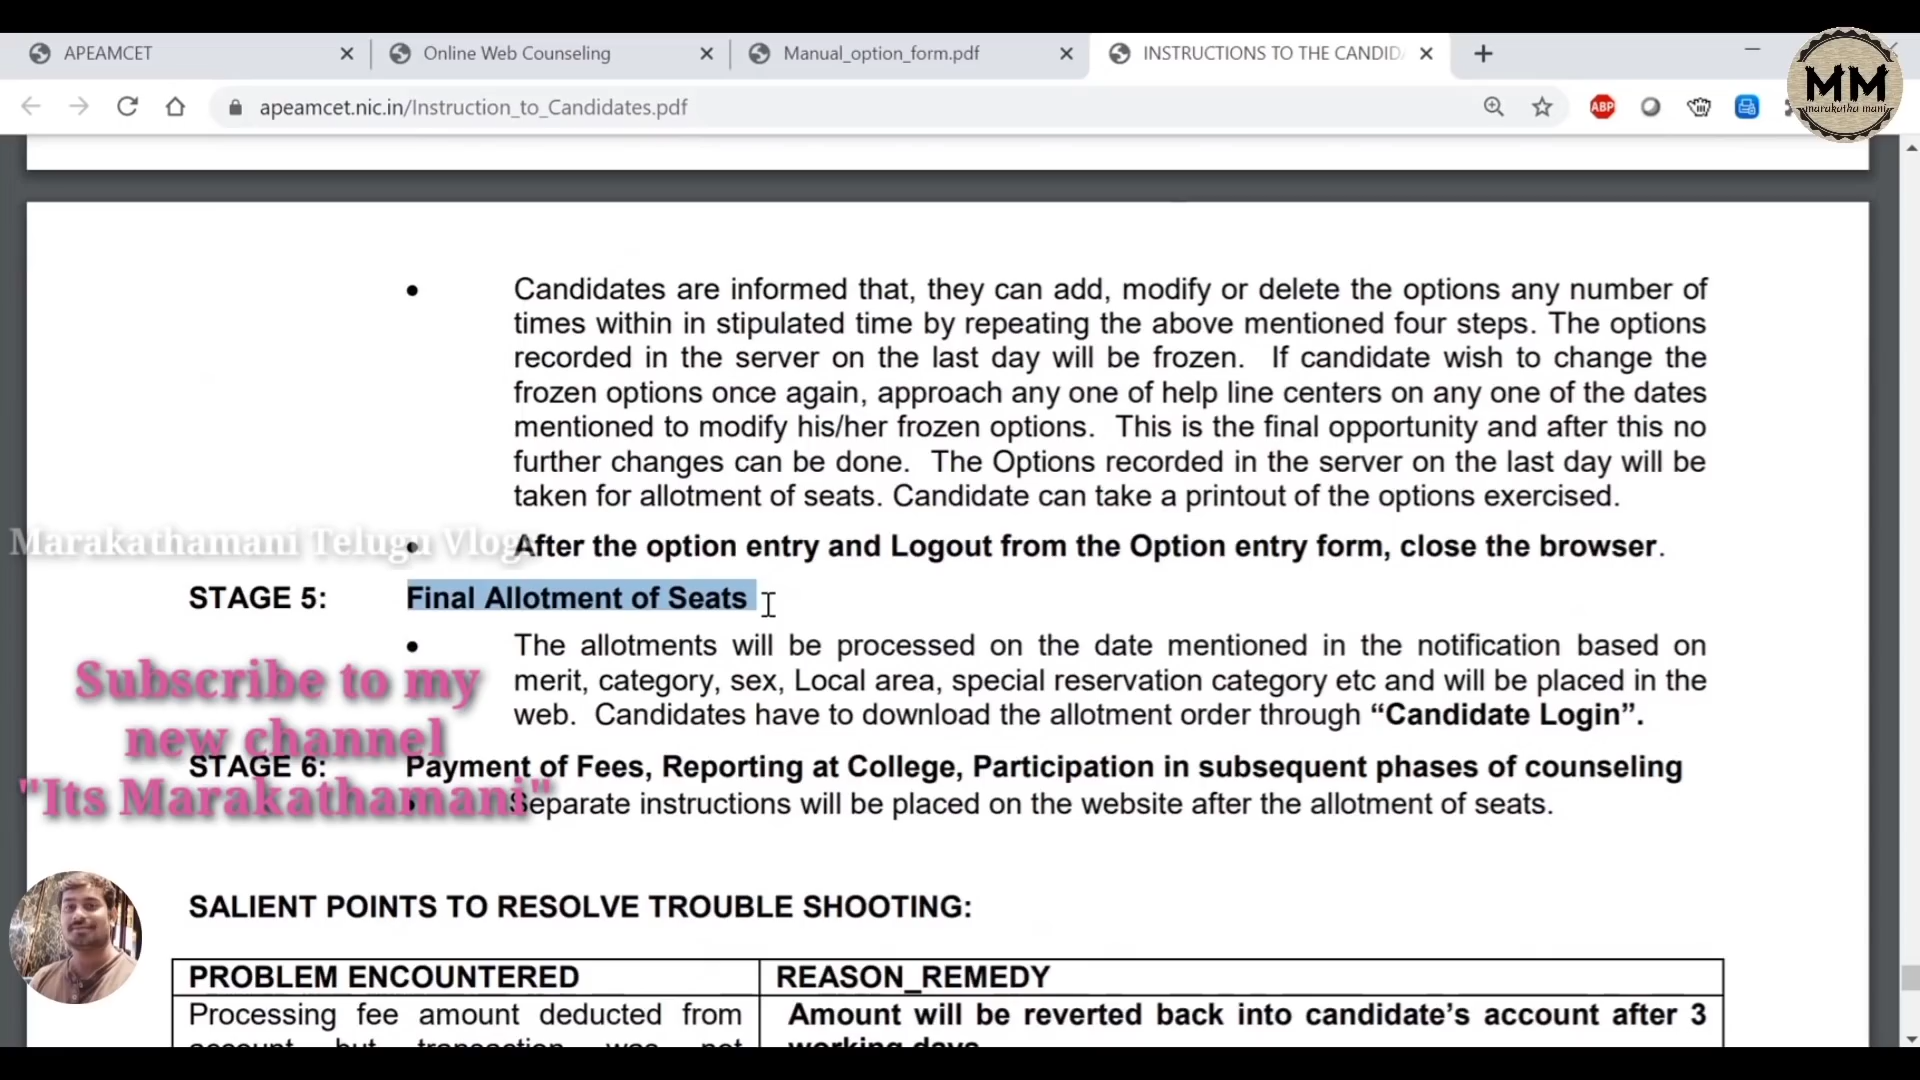 APEAMCET
Online Web Counseling
Manual_option_form.pdf
INSTRUCTIONS TO THE CANDID
apeamcet.nic.in/Instruction_to_Candidates.pdf
ABP
MM
marakatha mani
• Candidates are informed that, they can add, modify or delete the options any number of
times within in stipulated time by repeating the above mentioned four steps. The options
recorded in the server on the last day will be frozen. If candidate wish to change the
frozen options once again, approach any one of help line centers on any one of the dates
mentioned to modify his/her frozen options. This is the final opportunity and after this no
further changes can be done. The Options recorded in the server on the last day will be
taken for allotment of seats. Candidate can take a printout of the options exercised.
Marakathamani Telugu Vlogs
• After the option entry and Logout from the Option entry form, close the browser.
STAGE 5: Final Allotment of Seats
• The allotments will be processed on the date mentioned in the notification based on
merit, category, sex, Local area, special reservation category etc and will be placed in the
web. Candidates have to download the allotment order through “Candidate Login”.
Subscribe to my
new channel
"Its Marakathamani"
STAGE 6: Payment of Fees, Reporting at College, Participation in subsequent phases of counseling
• Separate instructions will be placed on the website after the allotment of seats.
SALIENT POINTS TO RESOLVE TROUBLE SHOOTING:
PROBLEM ENCOUNTERED REASON_REMEDY
Processing fee amount deducted from Amount will be reverted back into candidate’s account after 3
account but transaction was not working days